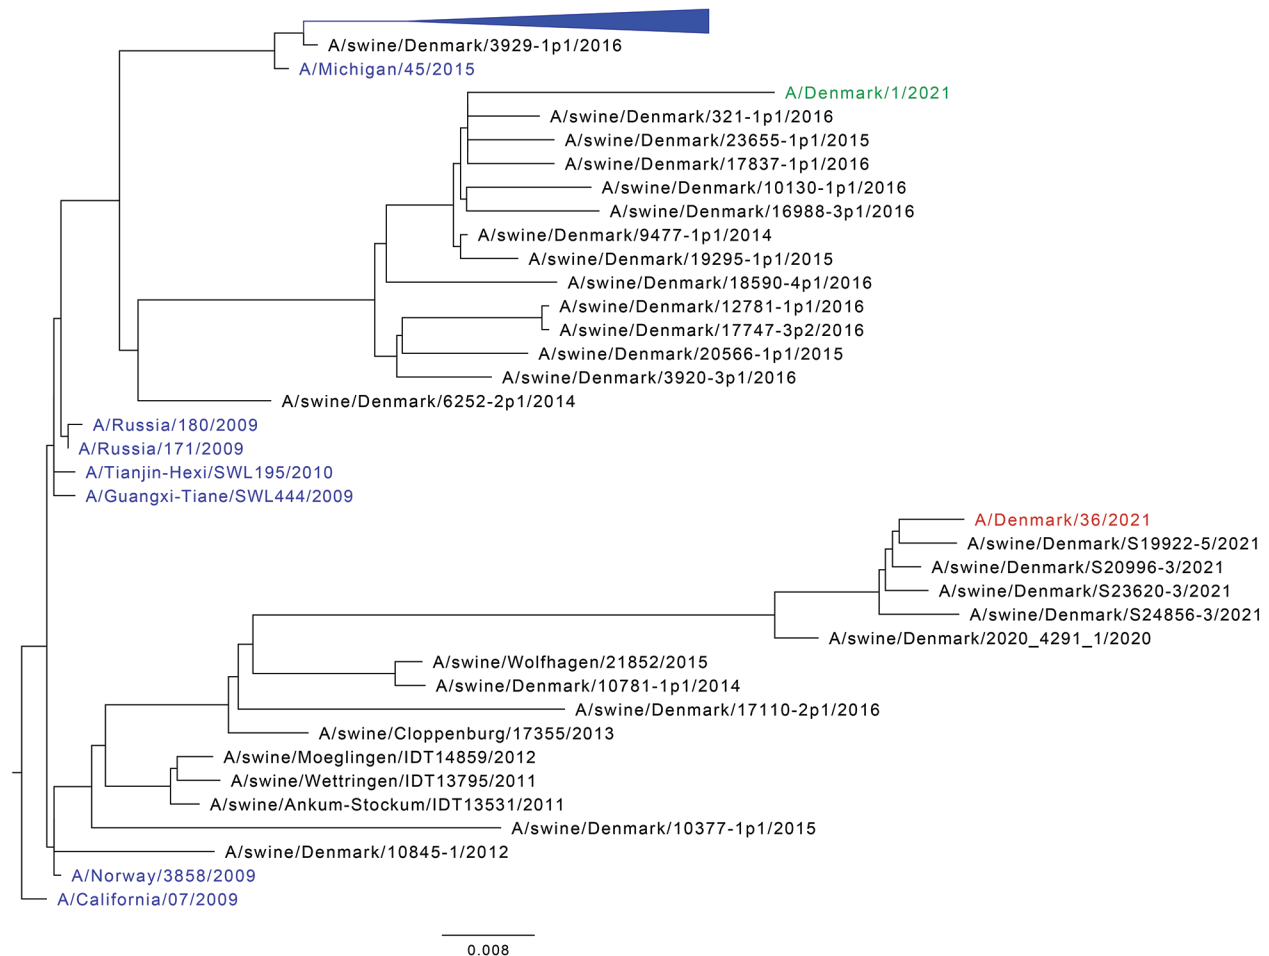 A/swine/Denmark/3929-1p1/2016
A/Michigan/45/2015
A/Denmark/1/2021
A/swine/Denmark/321-1p1/2016
A/swine/Denmark/23655-1p1/2015
A/swine/Denmark/17837-1p1/2016
A/swine/Denmark/10130-1p1/2016
A/swine/Denmark/16988-3p1/2016
A/swine/Denmark/9477-1p1/2014
A/swine/Denmark/19295-1p1/2015
A/swine/Denmark/18590-4p1/2016
A/swine/Denmark/12781-1p1/2016
A/swine/Denmark/17747-3p2/2016
A/swine/Denmark/20566-1p1/2015
A/swine/Denmark/3920-3p1/2016
A/swine/Denmark/6252-2p1/2014
A/Russia/180/2009
A/Russia/171/2009
A/Tianjin-Hexi/SWL195/2010
A/Guangxi-Tiane/SWL444/2009
A/Denmark/36/2021
A/swine/Denmark/S19922-5/2021
A/swine/Denmark/S20996-3/2021
A/swine/Denmark/S23620-3/2021
A/swine/Denmark/S24856-3/2021
A/swine/Denmark/2020_4291_1/2020
A/swine/Wolfhagen/21852/2015
A/swine/Denmark/10781-1p1/2014
A/swine/Denmark/17110-2p1/2016
A/swine/Cloppenburg/17355/2013
A/swine/Moeglingen/IDT14859/2012
A/swine/Wettringen/IDT13795/2011
A/swine/Ankum-Stockum/IDT13531/2011
A/swine/Denmark/10377-1p1/2015
A/swine/Denmark/10845-1/2012
A/Norway/3858/2009
A/California/07/2009
0.008